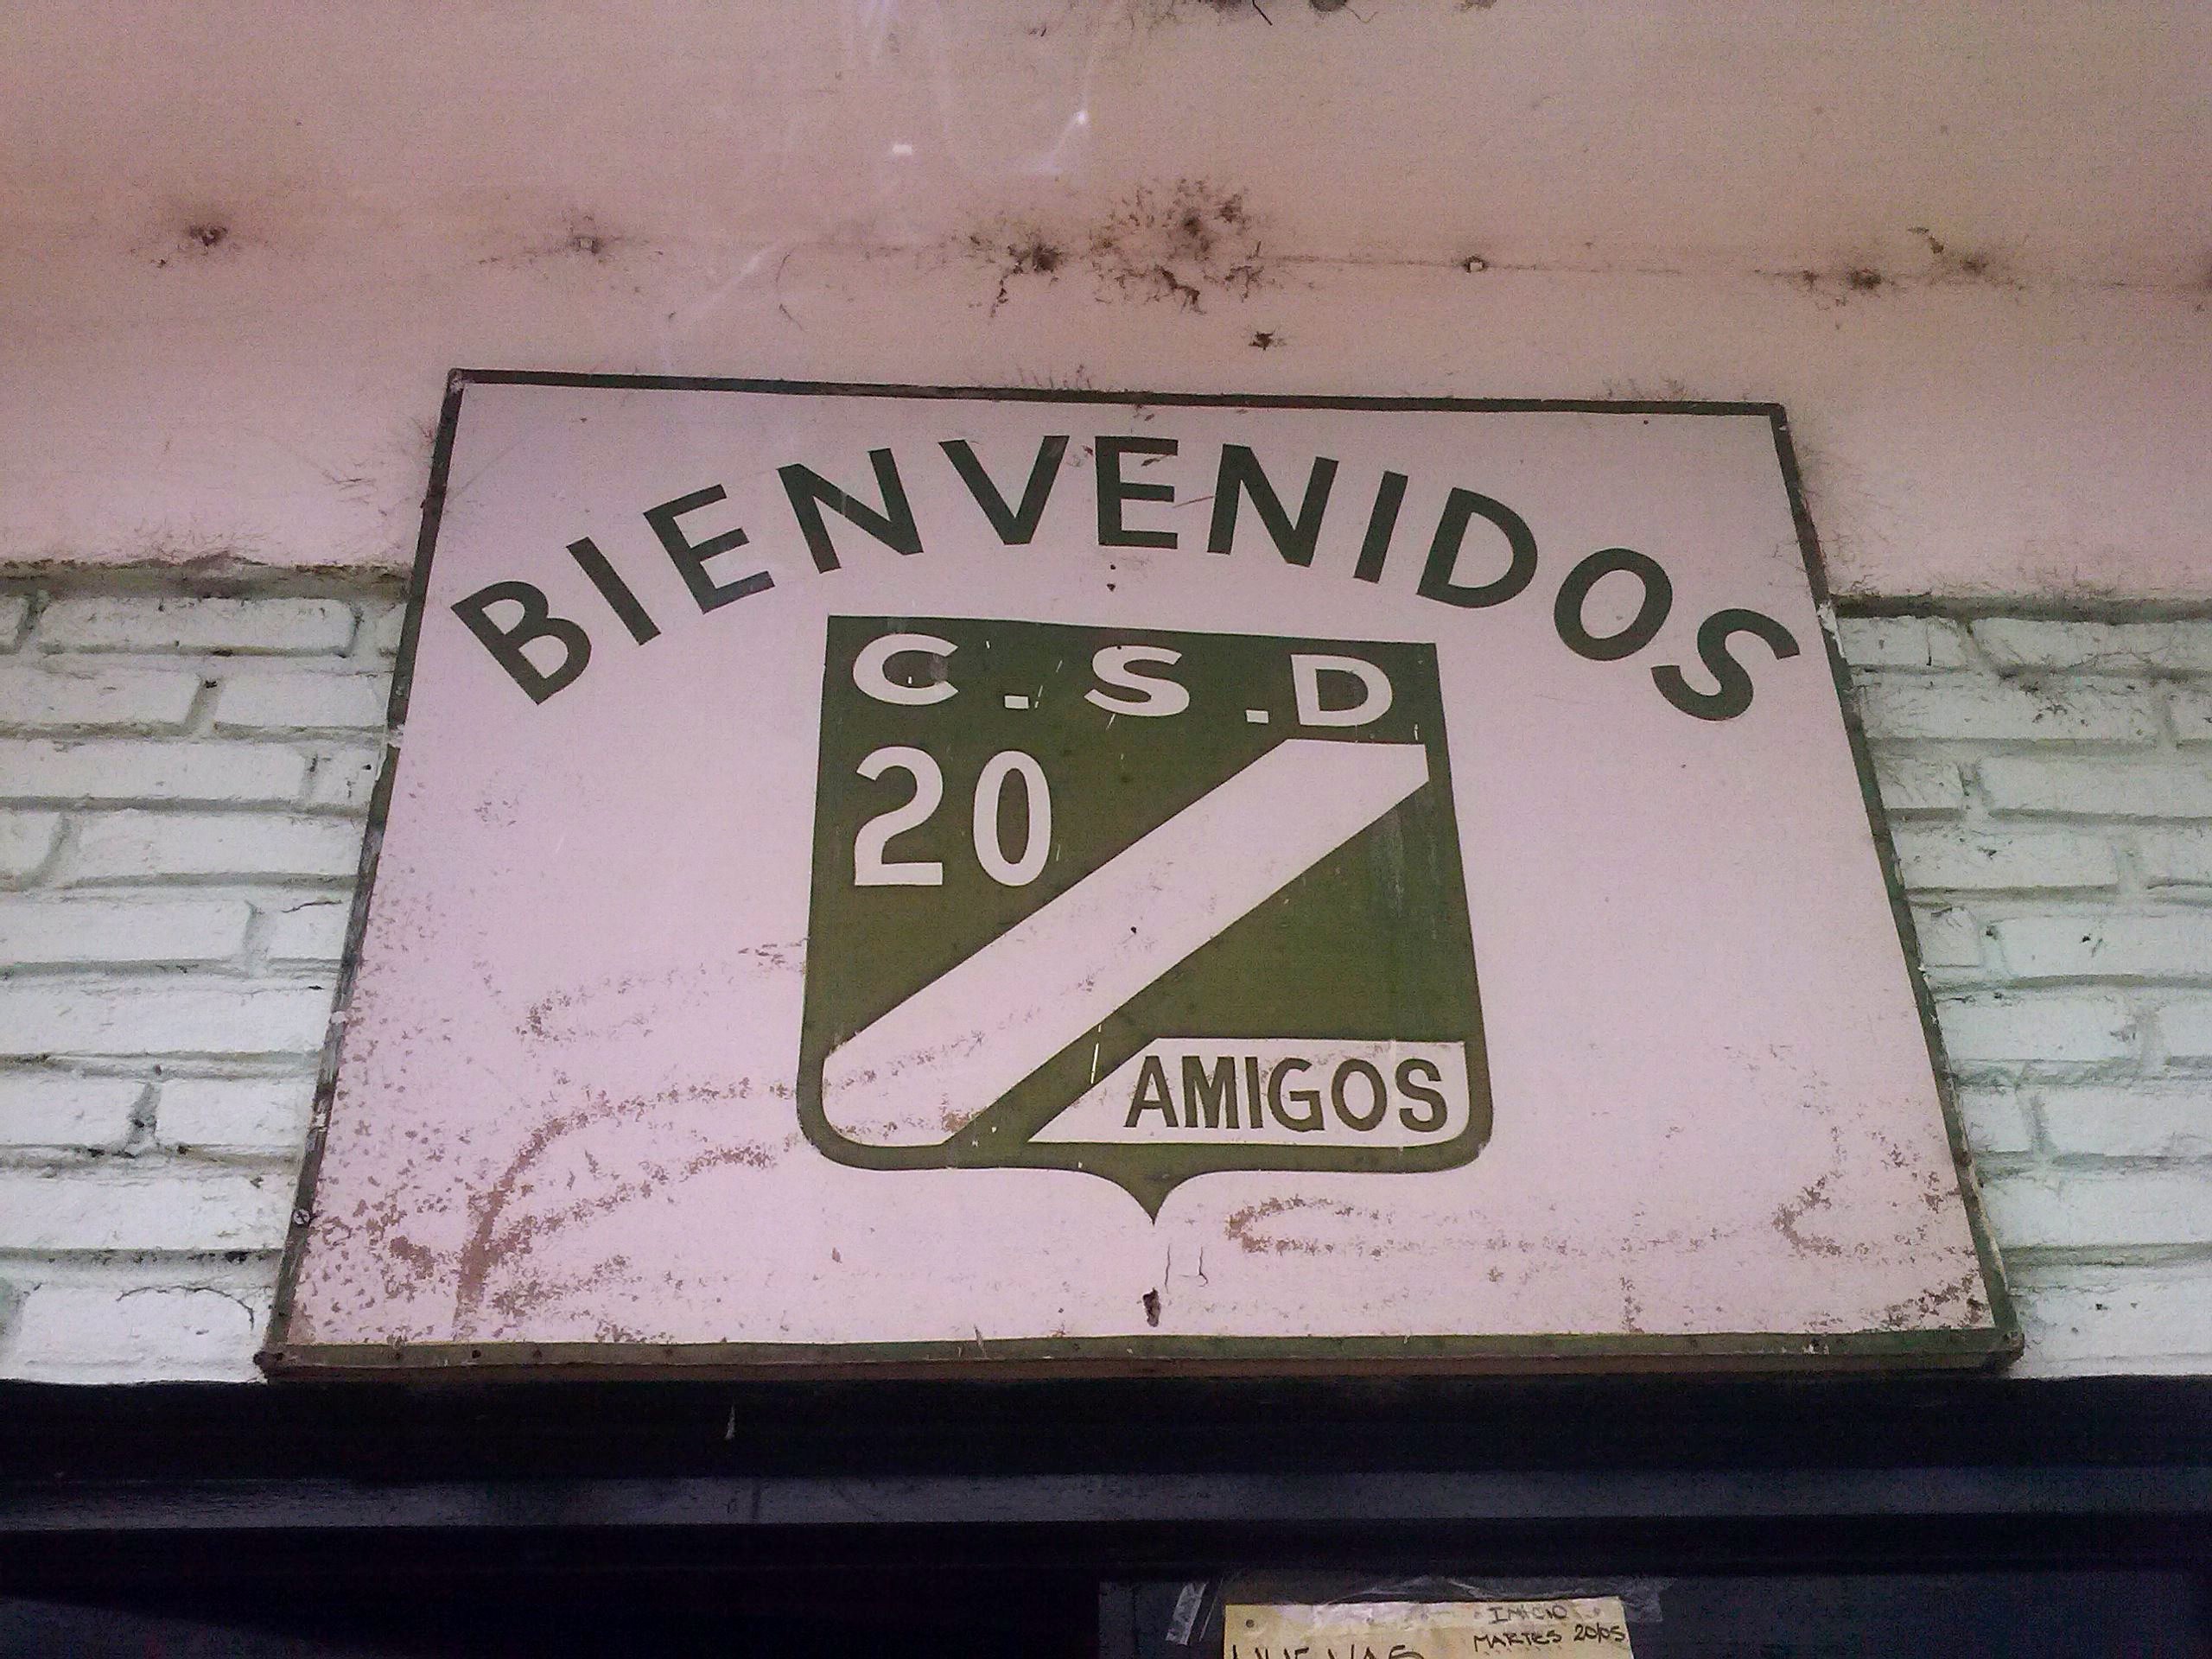 BIENVENIDOS
C.S.D
20
AMIGOS
INICIO
MARTES 20/05